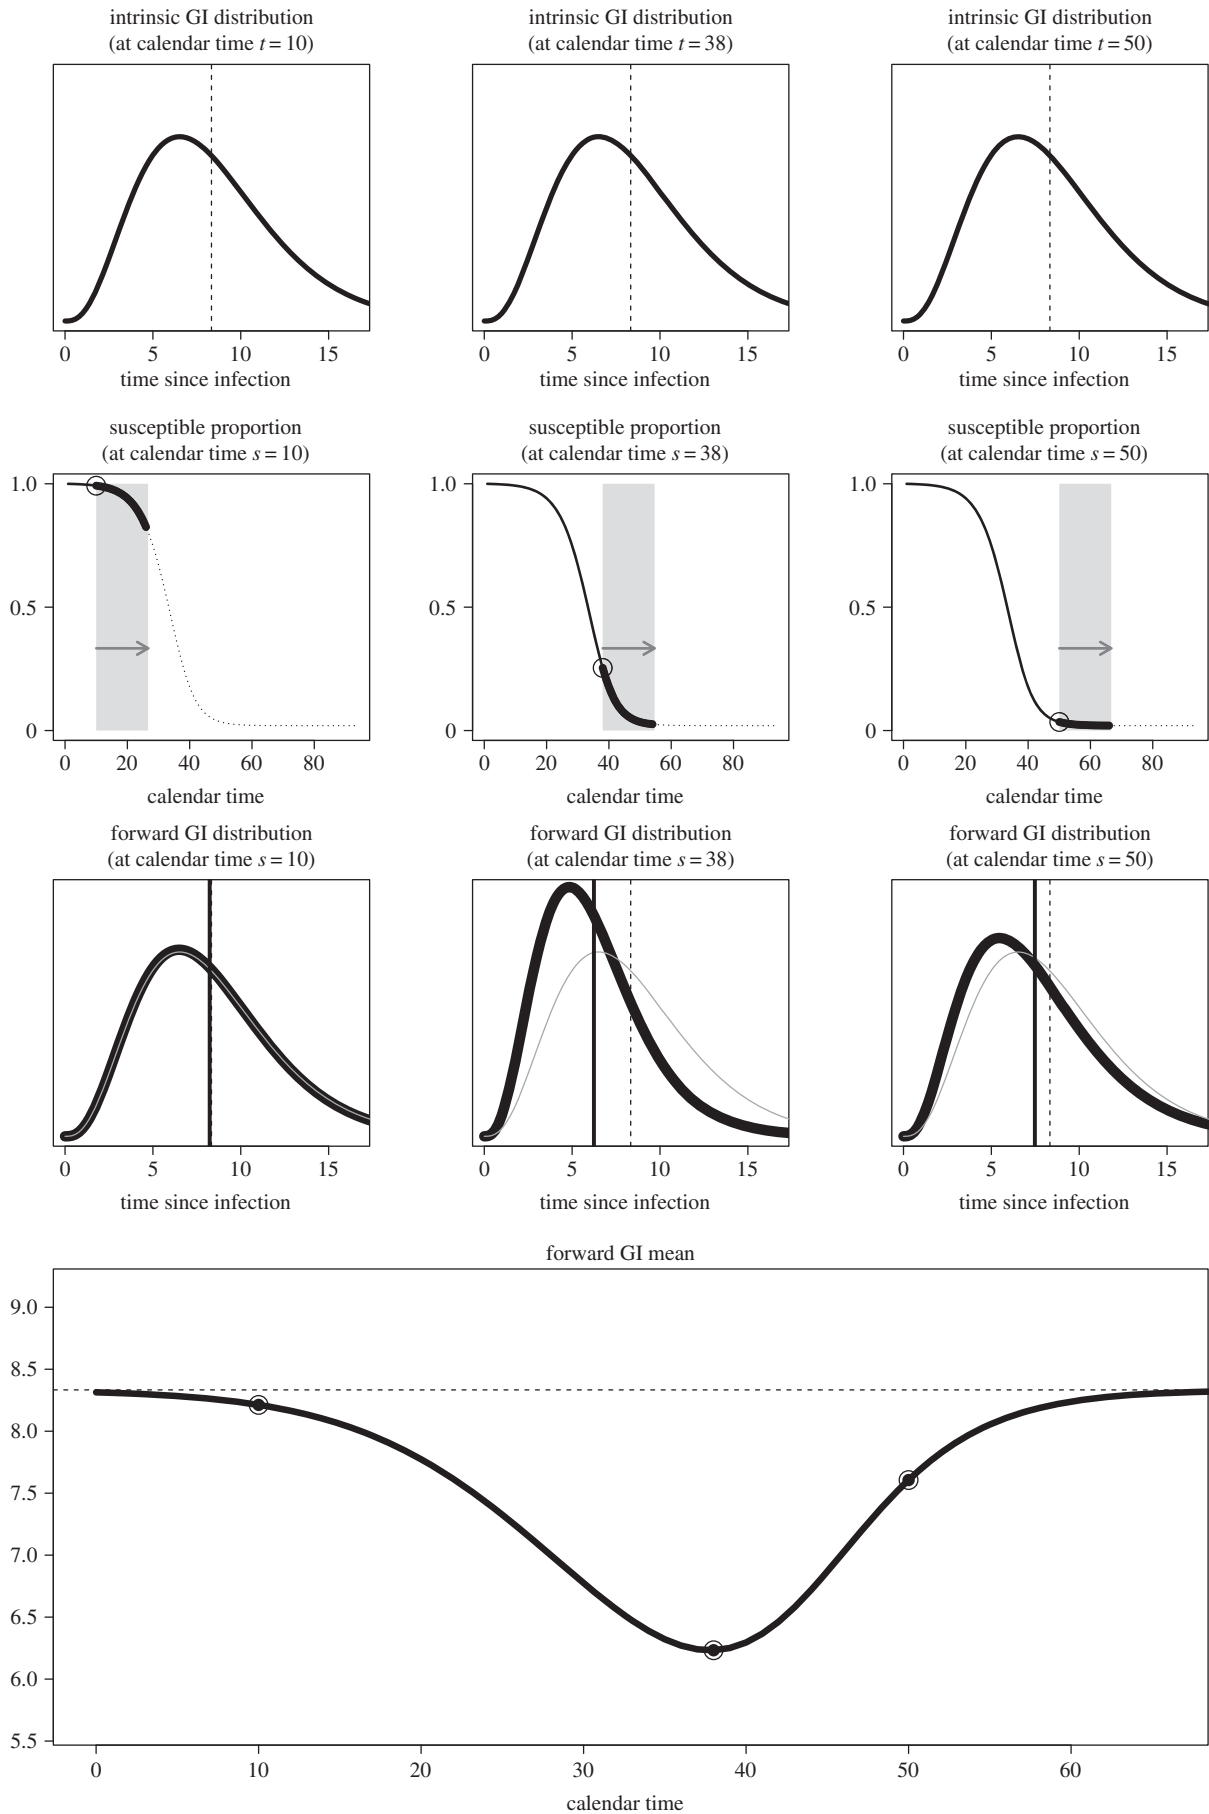 intrinsic GI distribution
(at calendar time t = 10)
intrinsic GI distribution
(at calendar time t = 38)
intrinsic GI distribution
(at calendar time t = 50)
0 5 10 15
time since infection
0 5 10 15
time since infection
0 5 10 15
time since infection
susceptible proportion
(at calendar time s = 10)
susceptible proportion
(at calendar time s = 38)
susceptible proportion
(at calendar time s = 50)
1.0
0.5
0
0 20 40 60 80
calendar time
1.0
0.5
0
0 20 40 60 80
calendar time
1.0
0.5
0
0 20 40 60 80
calendar time
forward GI distribution
(at calendar time s = 10)
forward GI distribution
(at calendar time s = 38)
forward GI distribution
(at calendar time s = 50)
0 5 10 15
time since infection
0 5 10 15
time since infection
0 5 10 15
time since infection
forward GI mean
9.0
8.5
8.0
7.5
7.0
6.5
6.0
5.5
0 10 20 30 40 50 60
calendar time